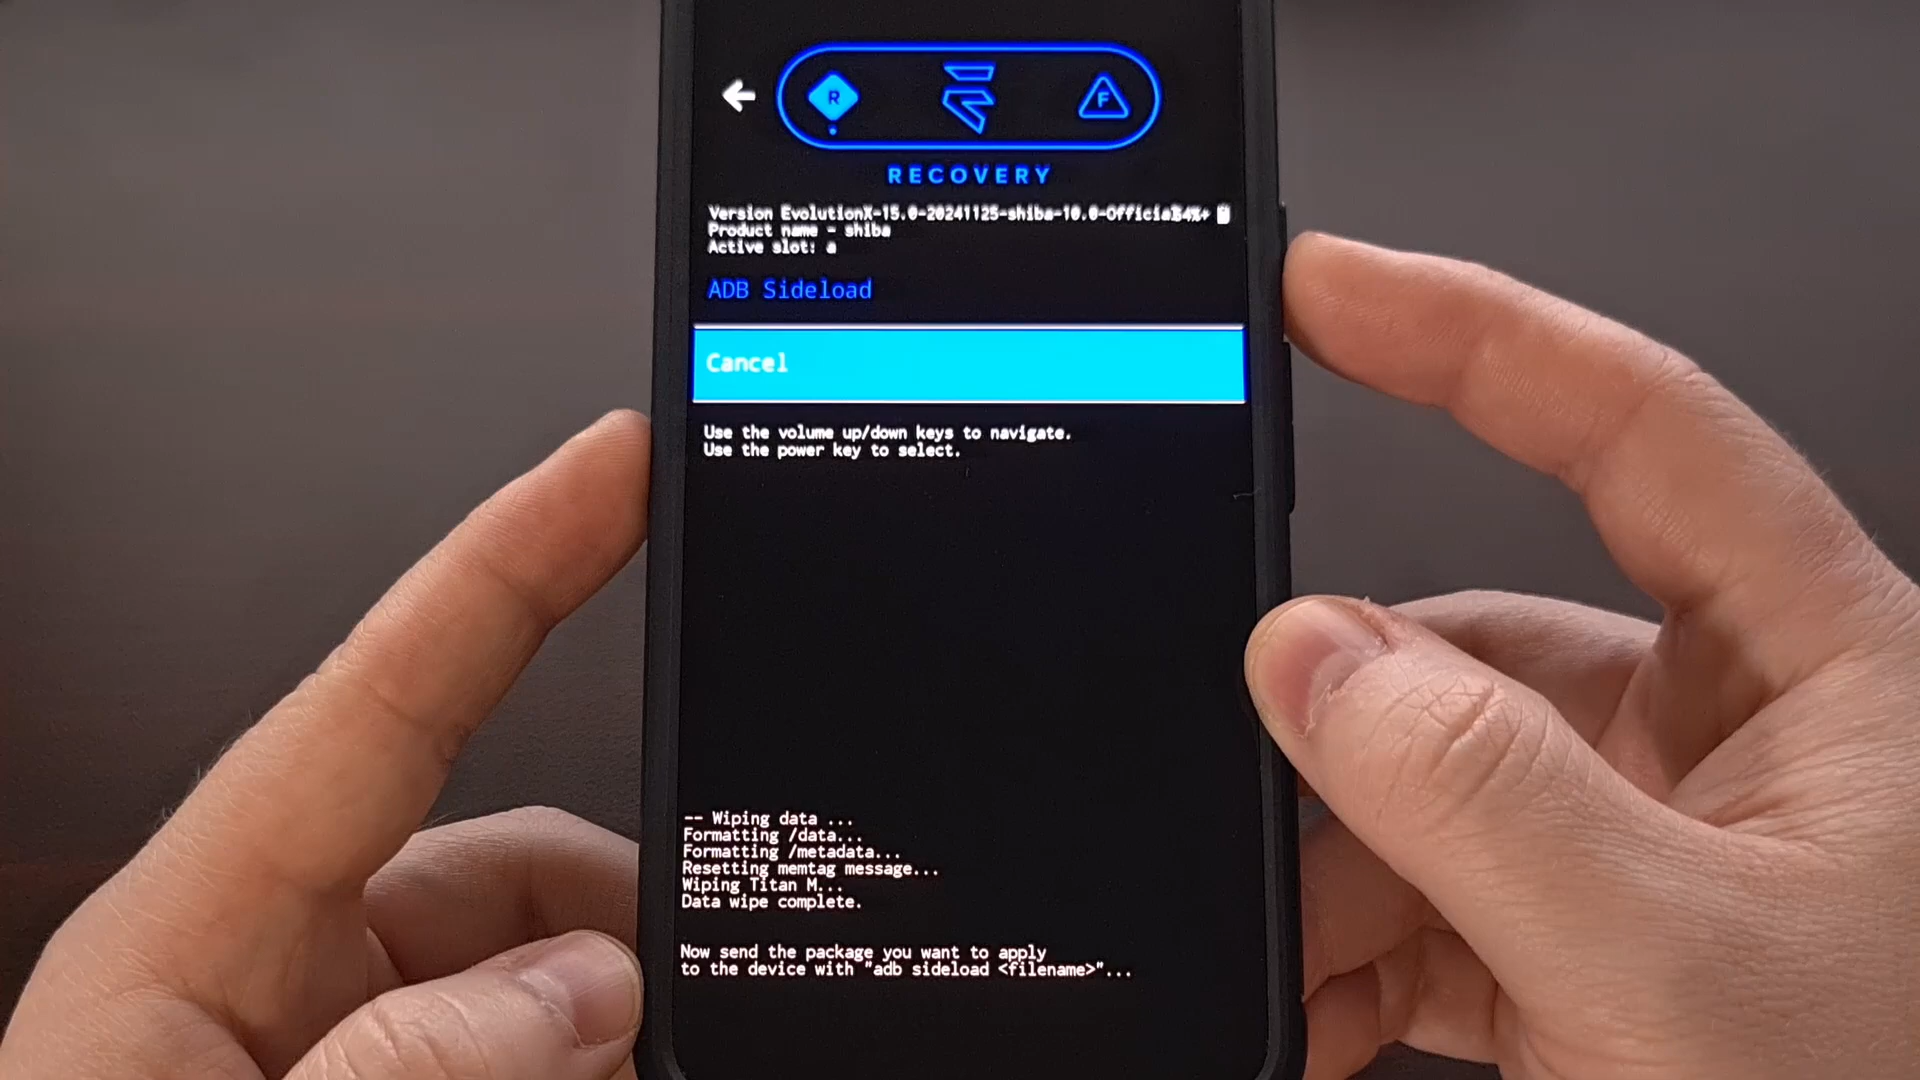 R F
RECOVERY
Version EvolutionX-15.0-20241125-shiba-10.0-Official
Product name - shiba
Active slot: a
ADB Sideload
Cancel
Use the volume up/down keys to navigate.
Use the power key to select.
-- Wiping data ...
Formatting /data...
Formatting /metadata...
Resetting memtag message...
Wiping Titan M...
Data wipe complete.
Now send the package you want to apply
to the device with "adb sideload <filename>"...